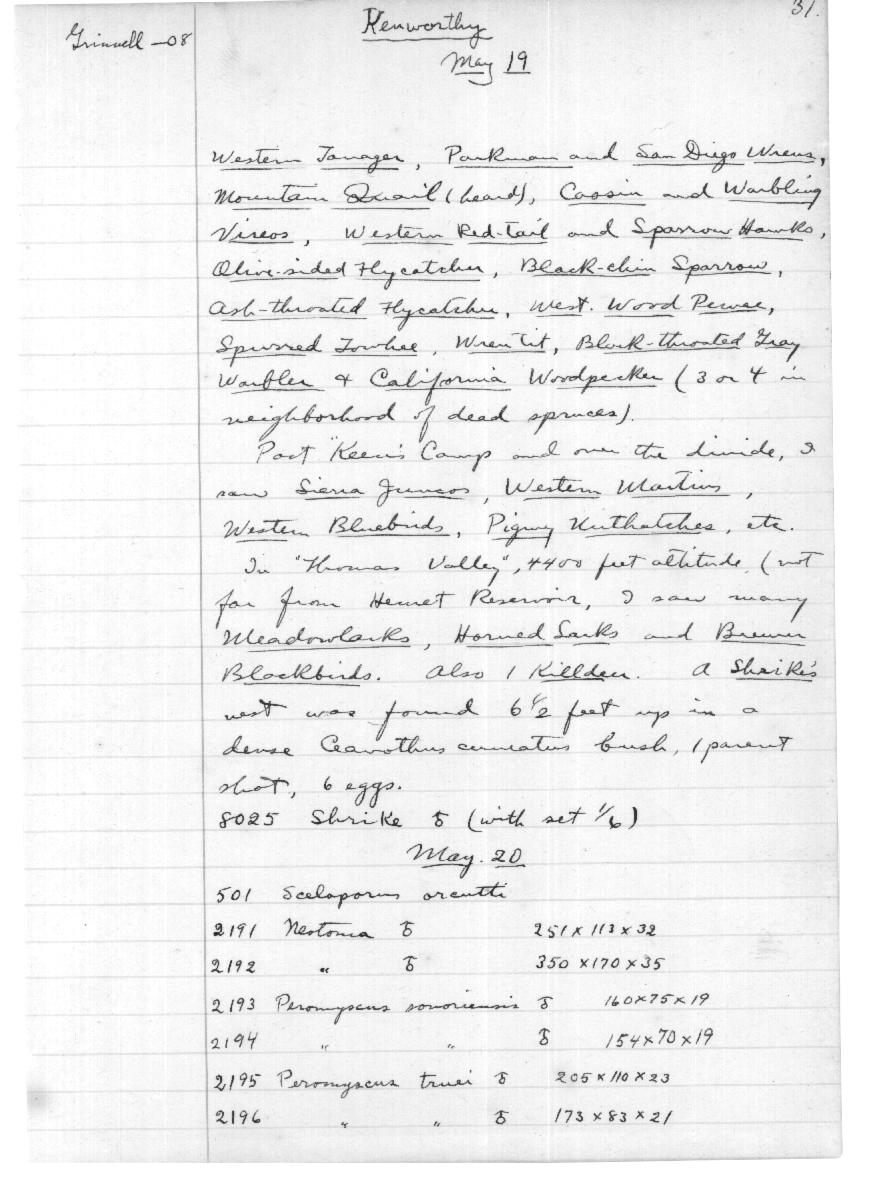 31.
Grinnell - 08
Kenworthy
May 19
Western Tanager, Parkman and San Diego Wrens,
Mountain Quail (heard), Cassin and Warbling
Vireos, Western Red-tail and Sparrow Hawks,
Olive-sided Flycatcher, Black-chin Sparrow,
Ash-throated Flycatcher, West. Wood Pewee,
Spurred Towhee, Wren tit, Black-throated Gray
Warbler & California Woodpecker (3 or 4 in
neighborhood of dead spruces).
Past Keen's Camp and over the divide, I
saw Sierra Juncos, Western Martins,
Western Bluebirds, Pigmy Nuthatches, etc.
In "Thomas Valley", 4400 feet altitude, (not
far from Hemet Reservoir, I saw many
Meadowlarks, Horned Larks and Brewer
Blackbirds. Also 1 Killdeer. A Shrike's
nest was found 6 1/2 feet up in a
dense Ceanothus cuneatus bush, 1 parent
shot, 6 eggs.
8025 Shrike ♂ (with set 1/6)
May. 20
501 Sceloporus orcutti
2191 Neotoma ♂ 251 x 113 x 32
2192 " ♂ 350 x 170 x 35
2193 Peromyscus sonoriensis ♂ 160 x 75 x 19
2194 " " ♂ 154 x 70 x 19
2195 Peromyscus truei ♂ 205 x 110 x 23
2196 " " ♂ 173 x 83 x 21